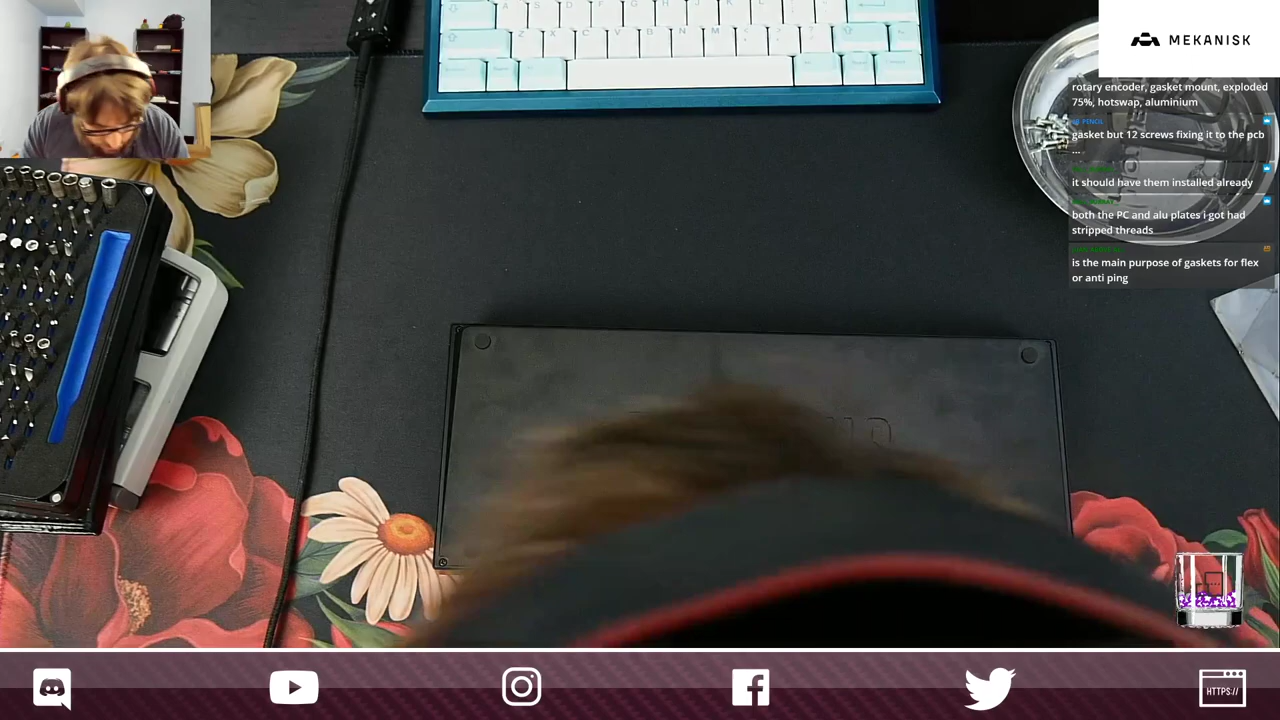 MEKANISK
rotary encoder, gasket mount, exploded
75%, hotswap, aluminium
gasket but 12 screws fixing it to the pcb
...
it should have them installed already
both the PC and alu plates i got had
stripped threads
is the main purpose of gaskets for flex
or anti ping
A S D F G H J K L
Z X C V B N M
HTTPS://